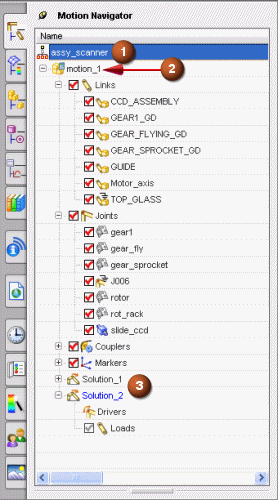 Motion Navigator
Name
assy_scanner 1
motion_1 2
Links
CCD_ASSEMBLY
GEAR1_GD
GEAR_FLYING_GD
GEAR_SPROCKET_GD
GUIDE
Motor_axis
TOP_GLASS
Joints
gear1
gear_fly
gear_sprocket
J006
rotor
rot_rack
slide_ccd
Couplers
Markers
Solution_1
Solution_2 3
Drivers
Loads